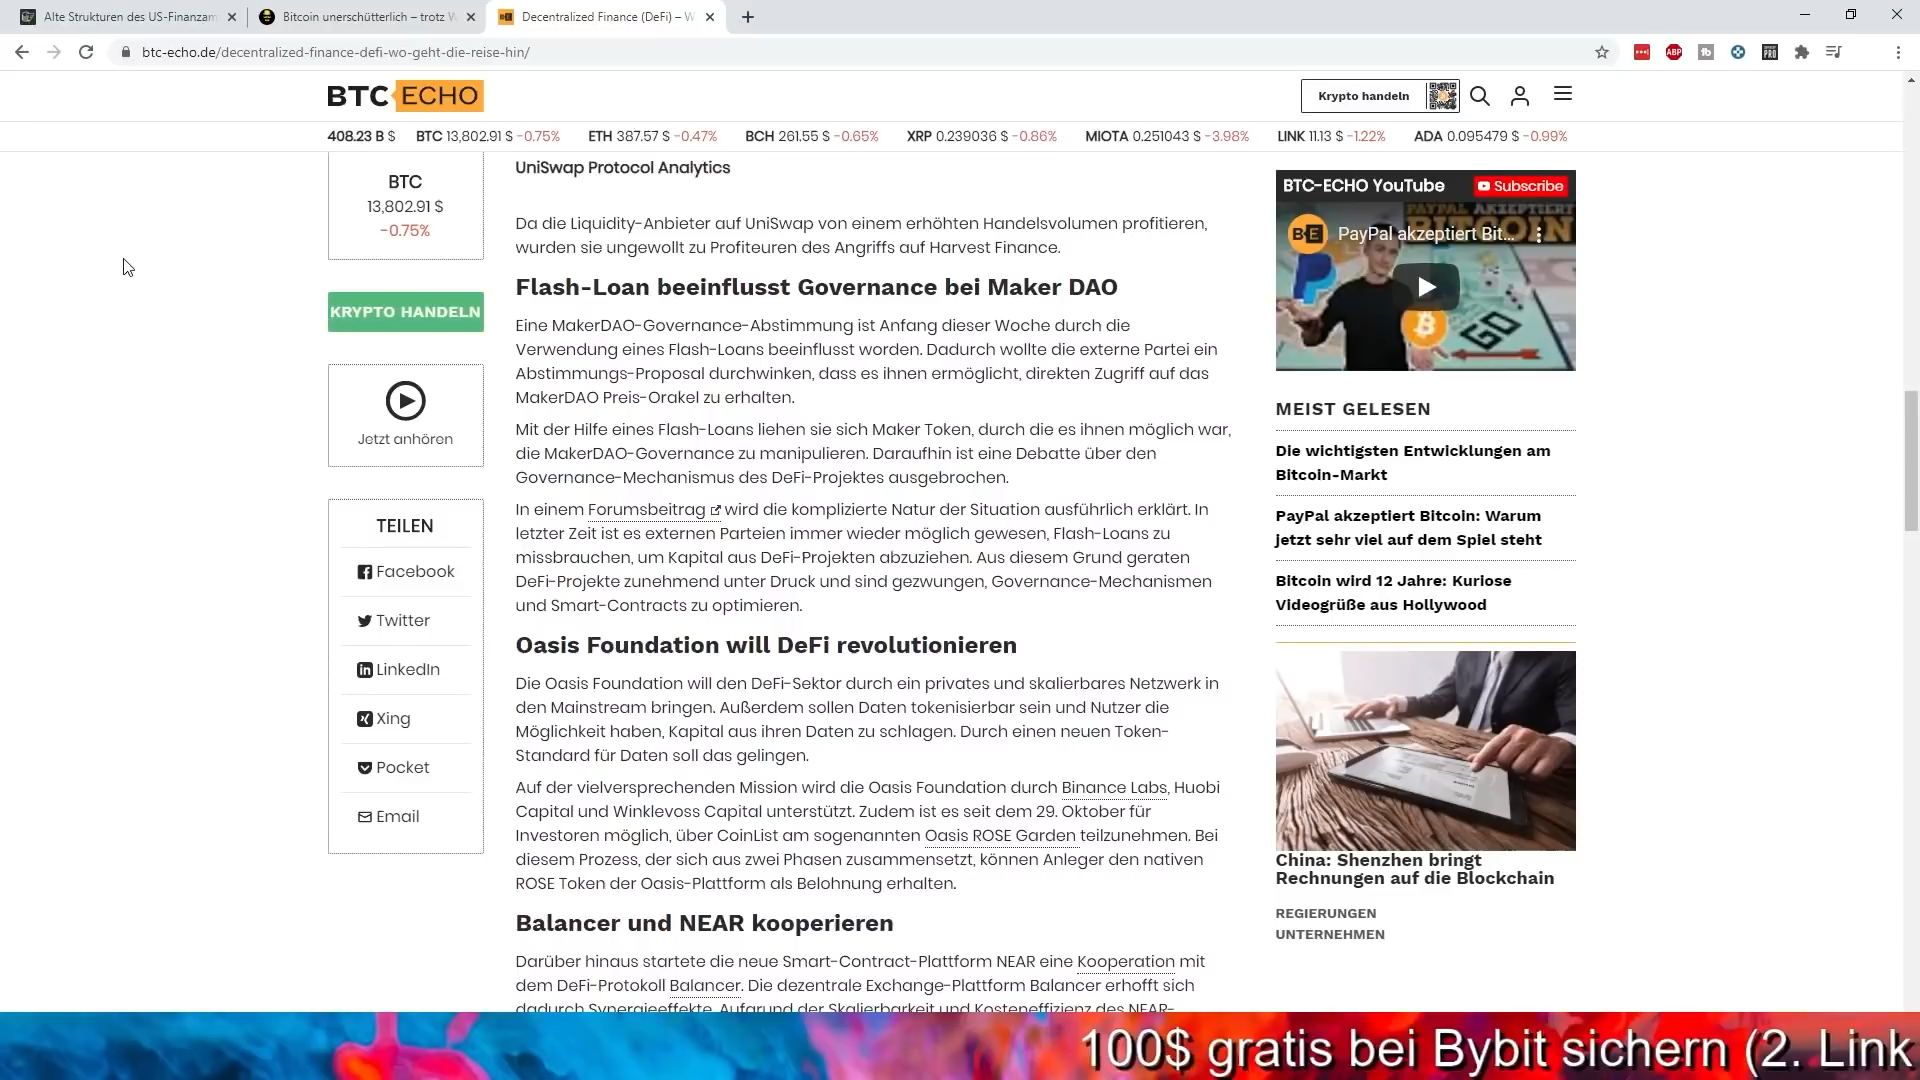 Alte Strukturen des US-Finanzam
Bitcoin unerschütterlich – trotz W
Decentralized Finance (DeFi) – W
btc-echo.de/decentralized-finance-defi-wo-geht-die-reise-hin/
BTC ECHO
Krypto handeln
408.23 B $ BTC 13,802.91 $ -0.75% ETH 387.57 $ -0.47% BCH 261.55 $ -0.65% XRP 0.239036 $ -0.86% MIOTA 0.251043 $ -3.98% LINK 11.13 $ -1.22% ADA 0.095479 $ -0.99%
BTC
13,802.91 $
-0.75%
KRYPTO HANDELN
Jetzt anhören
TEILEN
Facebook
Twitter
LinkedIn
Xing
Pocket
Email
UniSwap Protocol Analytics
Da die Liquidity-Anbieter auf UniSwap von einem erhöhten Handelsvolumen profitieren,
wurden sie ungewollt zu Profiteuren des Angriffs auf Harvest Finance.
Flash-Loan beeinflusst Governance bei Maker DAO
Eine MakerDAO-Governance-Abstimmung ist Anfang dieser Woche durch die
Verwendung eines Flash-Loans beeinflusst worden. Dadurch wollte die externe Partei ein
Abstimmungs-Proposal durchwinken, dass es ihnen ermöglicht, direkten Zugriff auf das
MakerDAO Preis-Orakel zu erhalten.
Mit der Hilfe eines Flash-Loans liehen sie sich Maker Token, durch die es ihnen möglich war,
die MakerDAO-Governance zu manipulieren. Daraufhin ist eine Debatte über den
Governance-Mechanismus des DeFi-Projektes ausgebrochen.
In einem Forumsbeitrag wird die komplizierte Natur der Situation ausführlich erklärt. In
letzter Zeit ist es externen Parteien immer wieder möglich gewesen, Flash-Loans zu
missbrauchen, um Kapital aus DeFi-Projekten abzuziehen. Aus diesem Grund geraten
DeFi-Projekte zunehmend unter Druck und sind gezwungen, Governance-Mechanismen
und Smart-Contracts zu optimieren.
Oasis Foundation will DeFi revolutionieren
Die Oasis Foundation will den DeFi-Sektor durch ein privates und skalierbares Netzwerk in
den Mainstream bringen. Außerdem sollen Daten tokenisierbar sein und Nutzer die
Möglichkeit haben, Kapital aus ihren Daten zu schlagen. Durch einen neuen Token-
Standard für Daten soll das gelingen.
Auf der vielversprechenden Mission wird die Oasis Foundation durch Binance Labs, Huobi
Capital und Winklevoss Capital unterstützt. Zudem ist es seit dem 29. Oktober für
Investoren möglich, über CoinList am sogenannten Oasis ROSE Garden teilzunehmen. Bei
diesem Prozess, der sich aus zwei Phasen zusammensetzt, können Anleger den nativen
ROSE Token der Oasis-Plattform als Belohnung erhalten.
Balancer und NEAR kooperieren
Darüber hinaus startete die neue Smart-Contract-Plattform NEAR eine Kooperation mit
dem DeFi-Protokoll Balancer. Die dezentrale Exchange-Plattform Balancer erhofft sich
dadurch Synergieeffekte. Aufgrund der Skalierbarkeit und Kosteneffizienz des NEAR-
BTC-ECHO YouTube
Subscribe
PAYPAL AKZEPTIERT
BITCOIN
B E
PayPal akzeptiert Bit...
GO
MEIST GELESEN
Die wichtigsten Entwicklungen am
Bitcoin-Markt
PayPal akzeptiert Bitcoin: Warum
jetzt sehr viel auf dem Spiel steht
Bitcoin wird 12 Jahre: Kuriose
Videogrüße aus Hollywood
China: Shenzhen bringt
Rechnungen auf die Blockchain
REGIERUNGEN
UNTERNEHMEN
100$ gratis bei Bybit sichern (2. Link